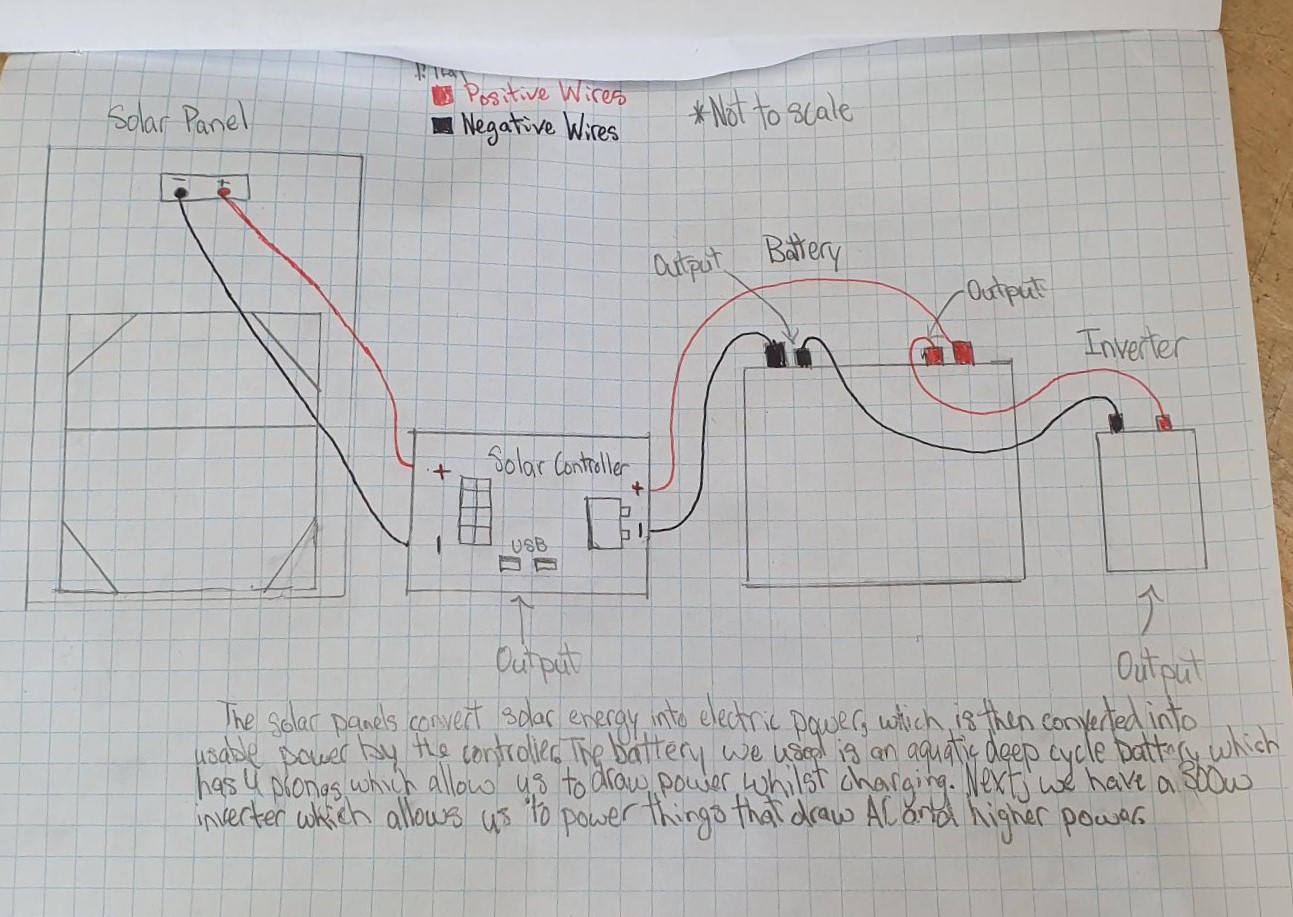 Positive Wires
Solar Panel
*Not to scale
Negative Wires
- +
Battery
Output
Output
Inverter
+ Solar Controller
+
-
-
USB
Output
Output
The solar panels convert solar energy into electric power, which is then converted into
usable power by the controller. The battery we used is an aquatic deep cycle battery, which
has 4 prongs which allow us to draw power whilst charging. Next, we have a 300w
inverter which allows us to power things that draw AC and higher power.